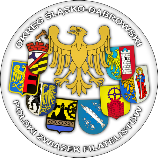 OKRĘG ŚLĄSKO-DĄBROWSKI
POLSKI ZWIĄZEK FILATELISTÓW